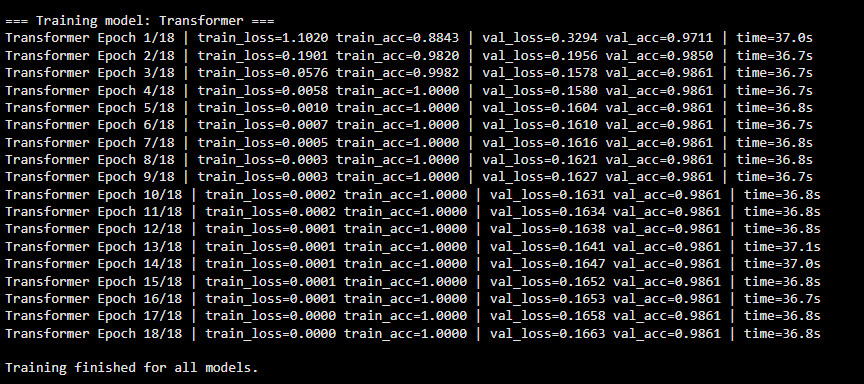 === Training model: Transformer ===
Transformer Epoch 1/18 | train_loss=1.1020 train_acc=0.8843 | val_loss=0.3294 val_acc=0.9711 | time=37.0s
Transformer Epoch 2/18 | train_loss=0.1901 train_acc=0.9820 | val_loss=0.1956 val_acc=0.9850 | time=36.7s
Transformer Epoch 3/18 | train_loss=0.0576 train_acc=0.9982 | val_loss=0.1578 val_acc=0.9861 | time=36.7s
Transformer Epoch 4/18 | train_loss=0.0058 train_acc=1.0000 | val_loss=0.1580 val_acc=0.9861 | time=36.7s
Transformer Epoch 5/18 | train_loss=0.0010 train_acc=1.0000 | val_loss=0.1604 val_acc=0.9861 | time=36.8s
Transformer Epoch 6/18 | train_loss=0.0007 train_acc=1.0000 | val_loss=0.1610 val_acc=0.9861 | time=36.7s
Transformer Epoch 7/18 | train_loss=0.0005 train_acc=1.0000 | val_loss=0.1616 val_acc=0.9861 | time=36.8s
Transformer Epoch 8/18 | train_loss=0.0003 train_acc=1.0000 | val_loss=0.1621 val_acc=0.9861 | time=36.8s
Transformer Epoch 9/18 | train_loss=0.0003 train_acc=1.0000 | val_loss=0.1627 val_acc=0.9861 | time=36.7s
Transformer Epoch 10/18 | train_loss=0.0002 train_acc=1.0000 | val_loss=0.1631 val_acc=0.9861 | time=36.8s
Transformer Epoch 11/18 | train_loss=0.0002 train_acc=1.0000 | val_loss=0.1634 val_acc=0.9861 | time=36.8s
Transformer Epoch 12/18 | train_loss=0.0001 train_acc=1.0000 | val_loss=0.1638 val_acc=0.9861 | time=36.8s
Transformer Epoch 13/18 | train_loss=0.0001 train_acc=1.0000 | val_loss=0.1641 val_acc=0.9861 | time=37.1s
Transformer Epoch 14/18 | train_loss=0.0001 train_acc=1.0000 | val_loss=0.1647 val_acc=0.9861 | time=37.0s
Transformer Epoch 15/18 | train_loss=0.0001 train_acc=1.0000 | val_loss=0.1652 val_acc=0.9861 | time=36.8s
Transformer Epoch 16/18 | train_loss=0.0001 train_acc=1.0000 | val_loss=0.1653 val_acc=0.9861 | time=36.7s
Transformer Epoch 17/18 | train_loss=0.0000 train_acc=1.0000 | val_loss=0.1658 val_acc=0.9861 | time=36.8s
Transformer Epoch 18/18 | train_loss=0.0000 train_acc=1.0000 | val_loss=0.1663 val_acc=0.9861 | time=36.8s
Training finished for all models.